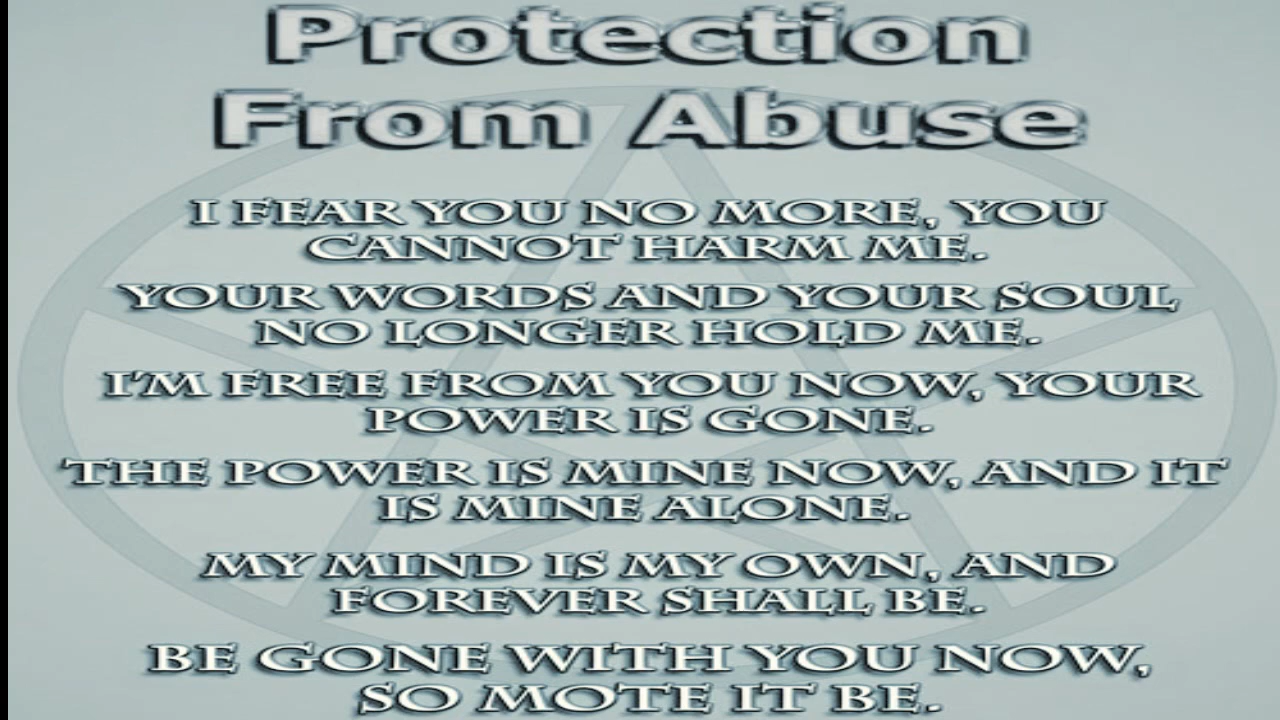 Protection
From Abuse
I FEAR YOU NO MORE, YOU
CANNOT HARM ME.
YOUR WORDS AND YOUR SOUL
NO LONGER HOLD ME.
I'M FREE FROM YOU NOW, YOUR
POWER IS GONE.
THE POWER IS MINE NOW, AND IT
IS MINE ALONE.
MY MIND IS MY OWN, AND
FOREVER SHALL BE.
BE GONE WITH YOU NOW,
SO MOTE IT BE.